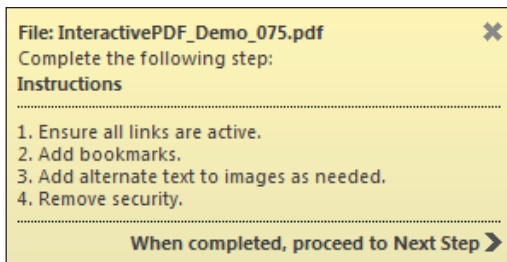 File: InteractivePDF_Demo_075.pdf
Complete the following step:
Instructions
1. Ensure all links are active.
2. Add bookmarks.
3. Add alternate text to images as needed.
4. Remove security.
When completed, proceed to Next Step